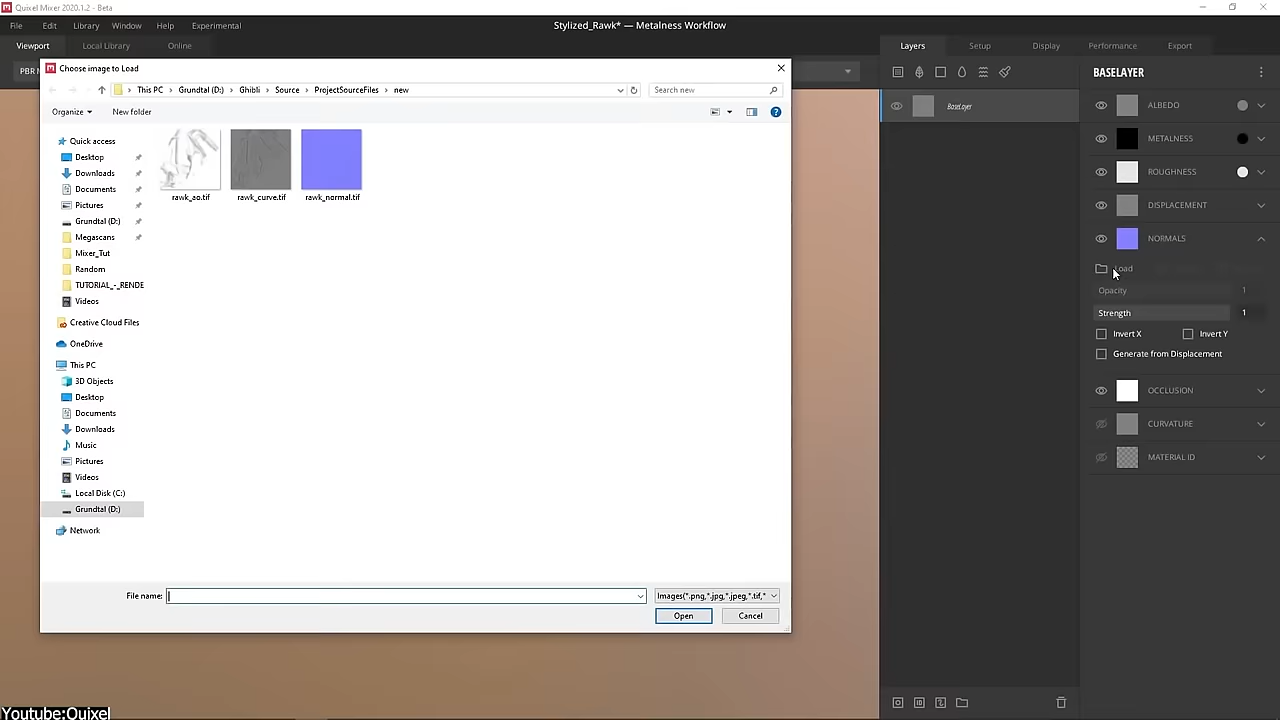 Quixel Mixer 2020.1.2 - Beta
File Edit Library Window Help Experimental
Stylized_Rawk* — Metalness Workflow
Viewport Local Library Online
Layers Setup Display Performance Export
Choose image to Load
This PC Grundtal (D:) Ghibli Source ProjectSourceFiles new
Search new
Organize New folder
Quick access
Desktop
Downloads
Documents
Pictures
Grundtal (D:)
Megascans
Mixer_Tut
Random
TUTORIAL_-_RENDE
Videos
Creative Cloud Files
OneDrive
This PC
3D Objects
Desktop
Documents
Downloads
Music
Pictures
Videos
Local Disk (C:)
Grundtal (D:)
Network
rawk_ao.tif rawk_curve.tif rawk_normal.tif
File name:
Images(*.png,*.jpg,*.jpeg,*.tif,*
Open Cancel
BaseLayer
BASELAYER
ALBEDO
METALNESS
ROUGHNESS
DISPLACEMENT
NORMALS
Load
Opacity 1
Strength 1
Invert X Invert Y
Generate from Displacement
OCCLUSION
CURVATURE
MATERIAL ID
Youtube:Quixel